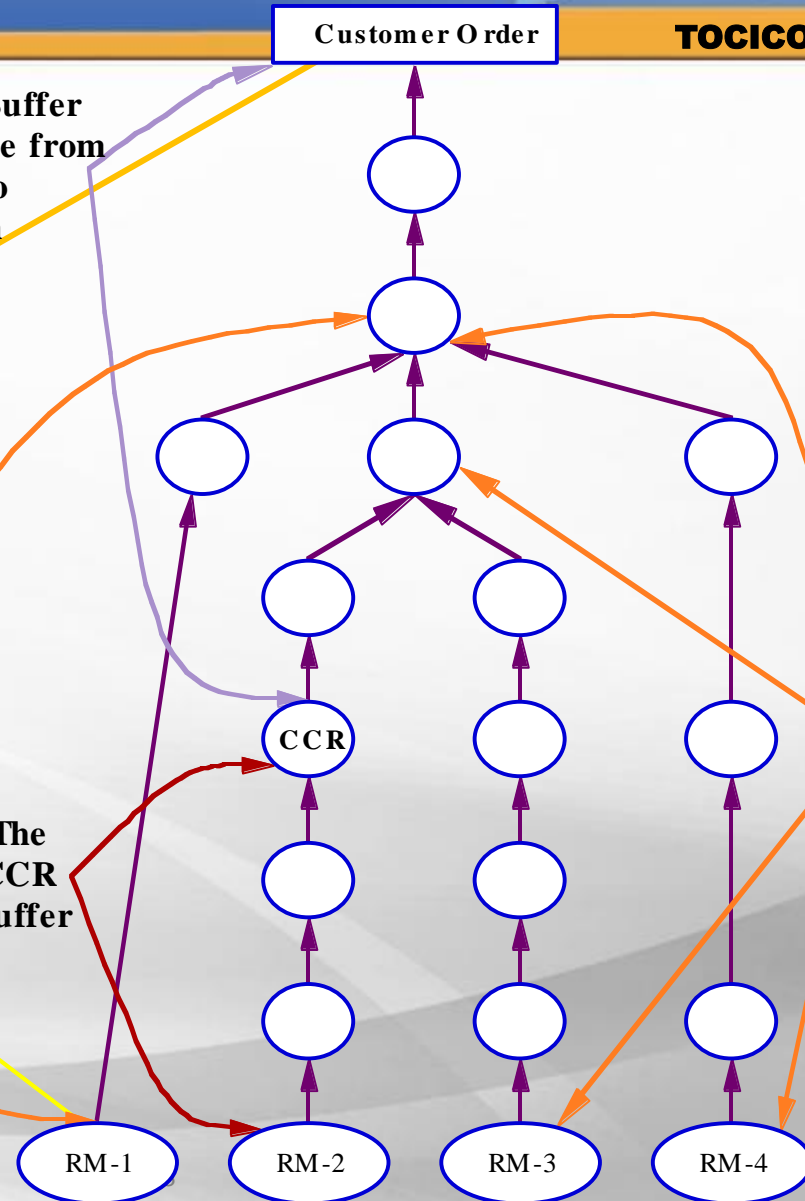 Customer Order
TOCICO
uffer
e from
o
CCR
The
CCR
uffer
RM-1
RM-2
RM-3
RM-4